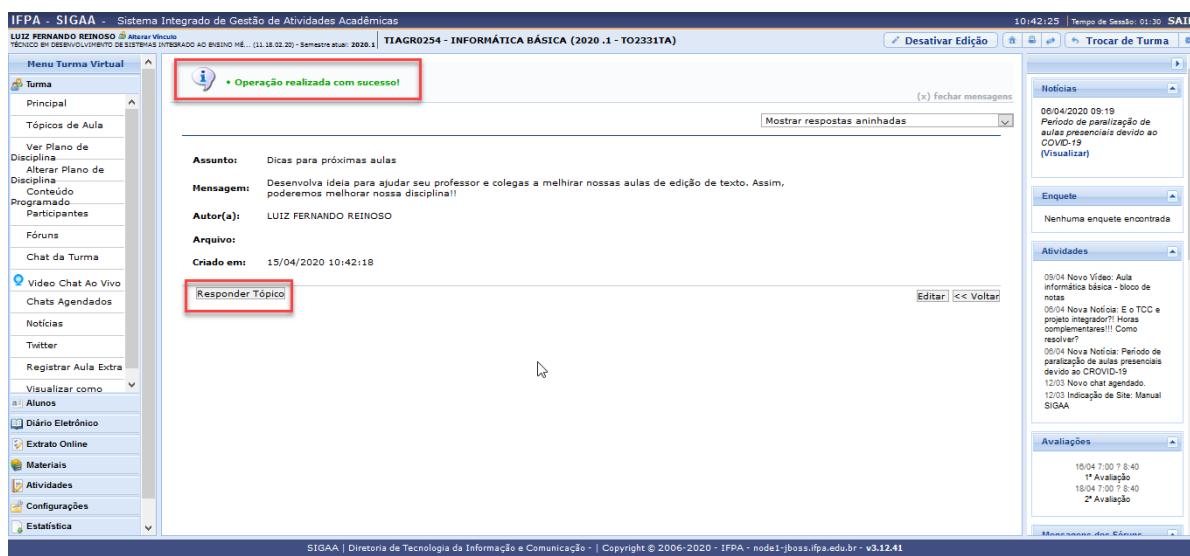 IFPA - SIGAA - Sistema Integrado de Gestão de Atividades Acadêmicas
10:42:25 | Tempo de Sessão: 01:30 SAI
LUIZ FERNANDO REINOSO Alterar Vínculo
TÉCNICO EM DESENVOLVIMENTO DE SISTEMAS INTEGRADO AO ENSINO MÉ... (11.18.02.20) - Semestre atual: 2020.1
TIAGR0254 - INFORMÁTICA BÁSICA (2020 .1 - TO2331TA)
Desativar Edição
Trocar de Turma
Menu Turma Virtual
Turma
Principal
Tópicos de Aula
Ver Plano de
Disciplina
Alterar Plano de
Disciplina
Conteúdo
Programado
Participantes
Fóruns
Chat da Turma
Video Chat Ao Vivo
Chats Agendados
Notícias
Twitter
Registrar Aula Extra
Visualizar como
Alunos
Diário Eletrônico
Extrato Online
Materiais
Atividades
Configurações
Estatística
• Operação realizada com sucesso!
(x) fechar mensagens
Mostrar respostas aninhadas
Assunto: Dicas para próximas aulas
Mensagem: Desenvolva ideia para ajudar seu professor e colegas a melhirar nossas aulas de edição de texto. Assim,
poderemos melhorar nossa disciplina!!
Autor(a): LUIZ FERNANDO REINOSO
Arquivo:
Criado em: 15/04/2020 10:42:18
Responder Tópico
Editar
<< Voltar
Notícias
06/04/2020 09:19
Período de paralização de
aulas presenciais devido ao
COVID-19
(Visualizar)
Enquete
Nenhuma enquete encontrada
Atividades
09/04 Novo Vídeo: Aula
informática básica - bloco de
notas
06/04 Nova Notícia: E o TCC e
projeto integrador?! Horas
complementares!!! Como
resolver?
06/04 Nova Notícia: Período de
paralização de aulas presenciais
devido ao CROVID-19
12/03 Novo chat agendado.
12/03 Indicação de Site: Manual
SIGAA
Avaliações
16/04 7:00 ? 8:40
1ª Avaliação
18/04 7:00 ? 8:40
2ª Avaliação
Mensagens dos Fóruns
SIGAA | Diretoria de Tecnologia da Informação e Comunicação - | Copyright © 2006-2020 - IFPA - node1-jboss.ifpa.edu.br - v3.12.41